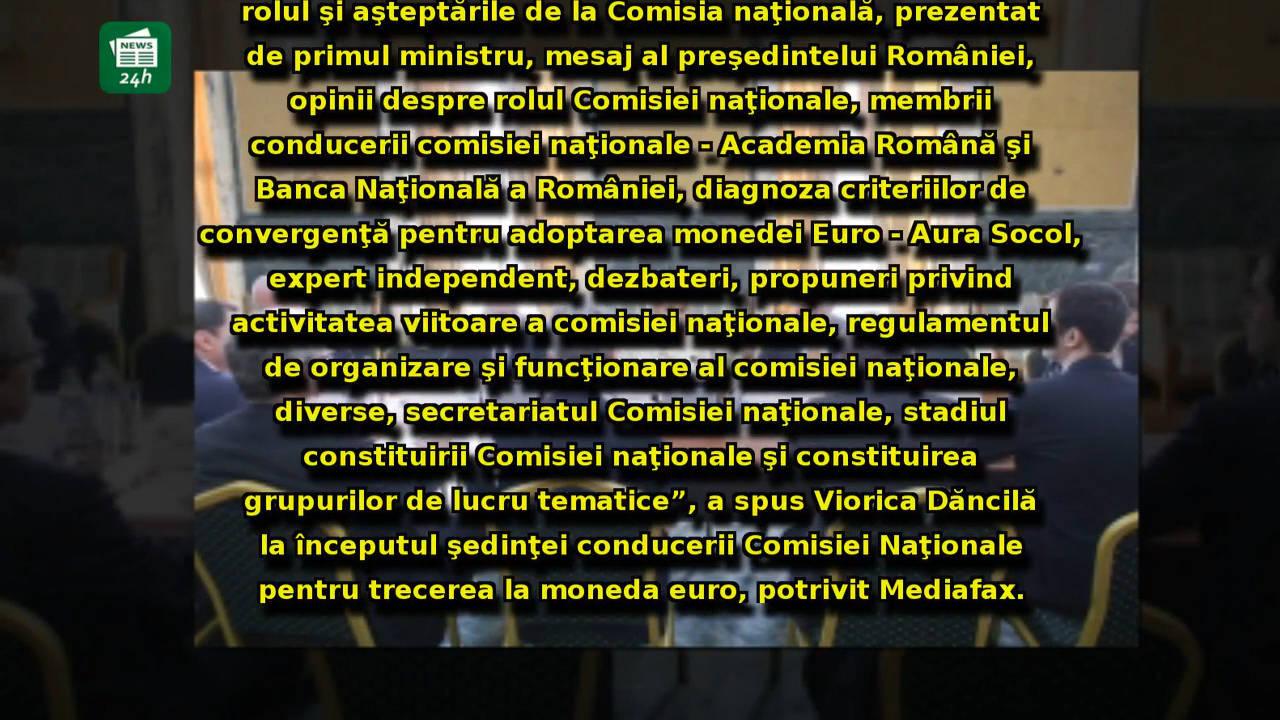 rolul şi aşteptările de la Comisia naţională, prezentat
de primul ministru, mesaj al preşedintelui României,
opinii despre rolul Comisiei naţionale, membrii
conducerii comisiei naţionale - Academia Română şi
Banca Naţională a României, diagnoza criteriilor de
convergenţă pentru adoptarea monedei Euro - Aura Socol,
expert independent, dezbateri, propuneri privind
activitatea viitoare a comisiei naţionale, regulamentul
de organizare şi funcţionare al comisiei naţionale,
diverse, secretariatul Comisiei naţionale, stadiul
constituirii Comisiei naţionale şi constituirea
grupurilor de lucru tematice”, a spus Viorica Dăncilă
la începutul şedinţei conducerii Comisiei Naţionale
pentru trecerea la moneda euro, potrivit Mediafax.
NEWS
24h